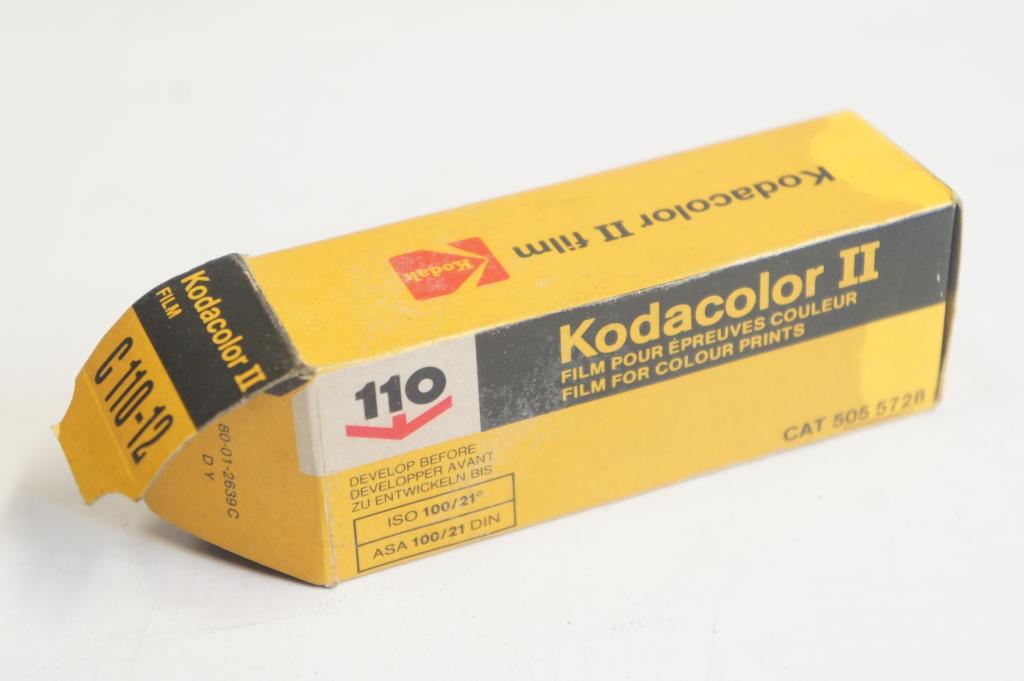 Kodacolor II film
Kodak
Kodacolor II
FILM
C 110-12
80-01-2639C
D Y
110
Kodacolor II
FILM POUR ÉPREUVES COULEUR
FILM FOR COLOUR PRINTS
CAT 505 5728
DEVELOP BEFORE
DEVELOPPER AVANT
ZU ENTWICKELN BIS
ISO 100/21°
ASA 100/21 DIN